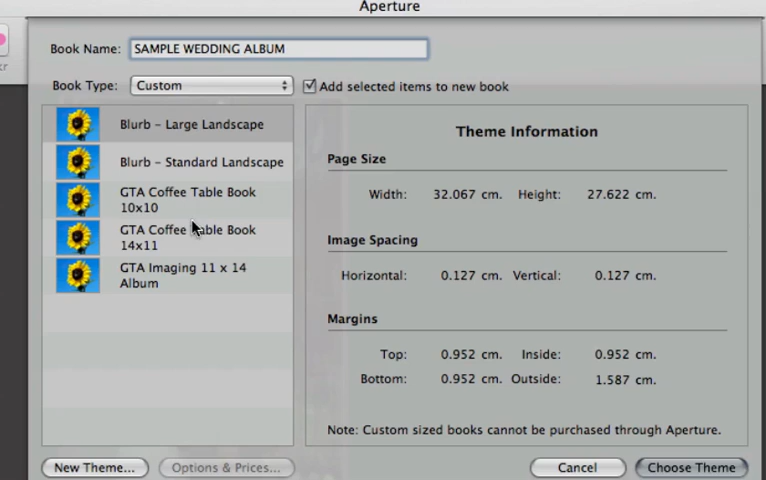 Aperture
Book Name: SAMPLE WEDDING ALBUM
Book Type: Custom Add selected items to new book
Blurb – Large Landscape
Blurb – Standard Landscape
GTA Coffee Table Book
10x10
GTA Coffee Table Book
14x11
GTA Imaging 11 x 14
Album
Theme Information
Page Size
Width: 32.067 cm. Height: 27.622 cm.
Image Spacing
Horizontal: 0.127 cm. Vertical: 0.127 cm.
Margins
Top: 0.952 cm. Inside: 0.952 cm.
Bottom: 0.952 cm. Outside: 1.587 cm.
Note: Custom sized books cannot be purchased through Aperture.
New Theme... Options & Prices... Cancel Choose Theme